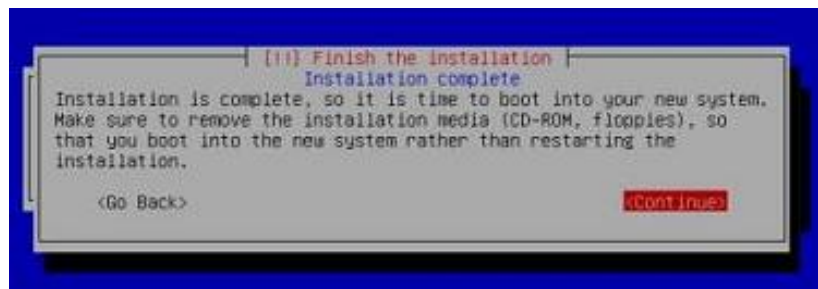 [!!] Finish the installation
Installation complete
Installation is complete, so it is time to boot into your new system.
Make sure to remove the installation media (CD-ROM, floppies), so
that you boot into the new system rather than restarting the
installation.
<Go Back>
<Continue>